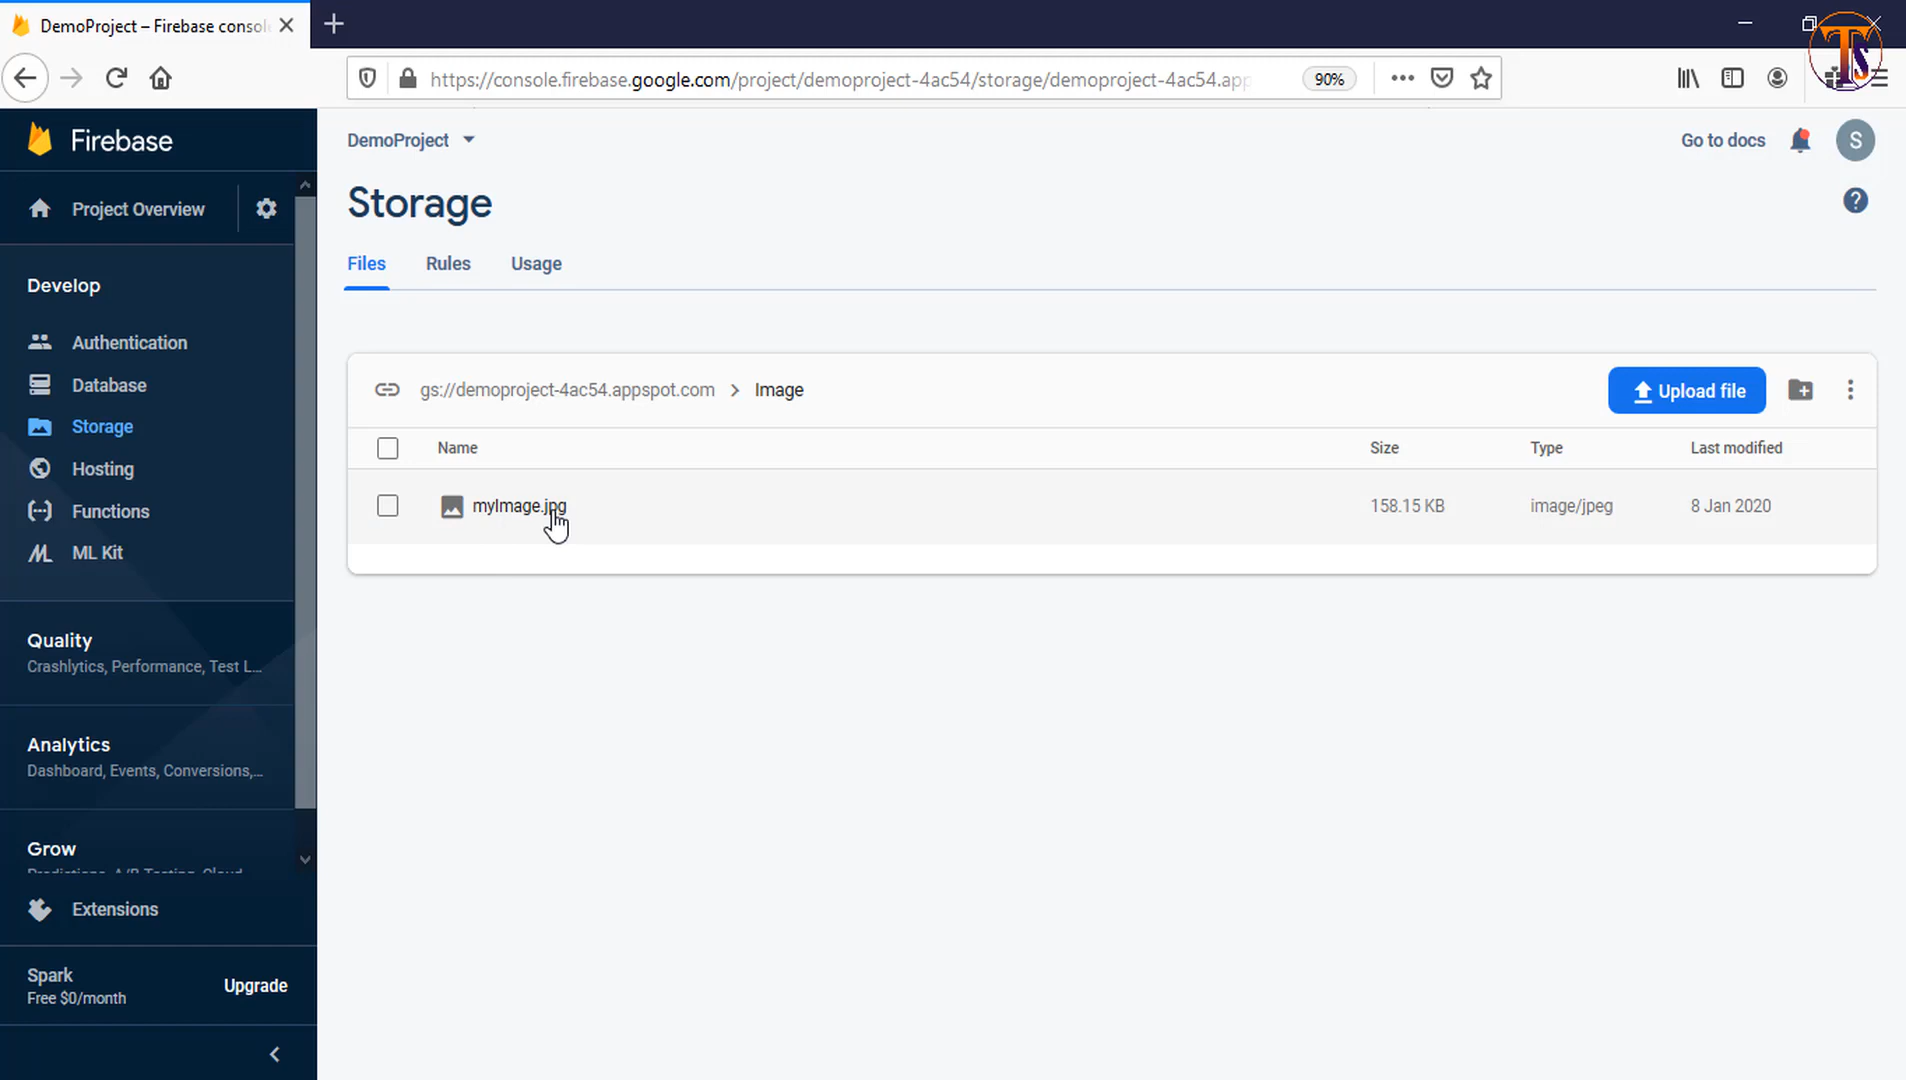 DemoProject – Firebase consol
https://console.firebase.google.com/project/demoproject-4ac54/storage/demoproject-4ac54.app
90%
TS
Firebase
DemoProject
Go to docs
S
Project Overview
Storage
?
Files
Rules
Usage
Develop
Authentication
Database
Storage
Hosting
Functions
ML Kit
gs://demoproject-4ac54.appspot.com > Image
Upload file
Name
Size
Type
Last modified
myImage.jpg
158.15 KB
image/jpeg
8 Jan 2020
Quality
Crashlytics, Performance, Test L...
Analytics
Dashboard, Events, Conversions,...
Grow
Predictions, A/B Testing, Cloud
Extensions
Spark
Free $0/month
Upgrade